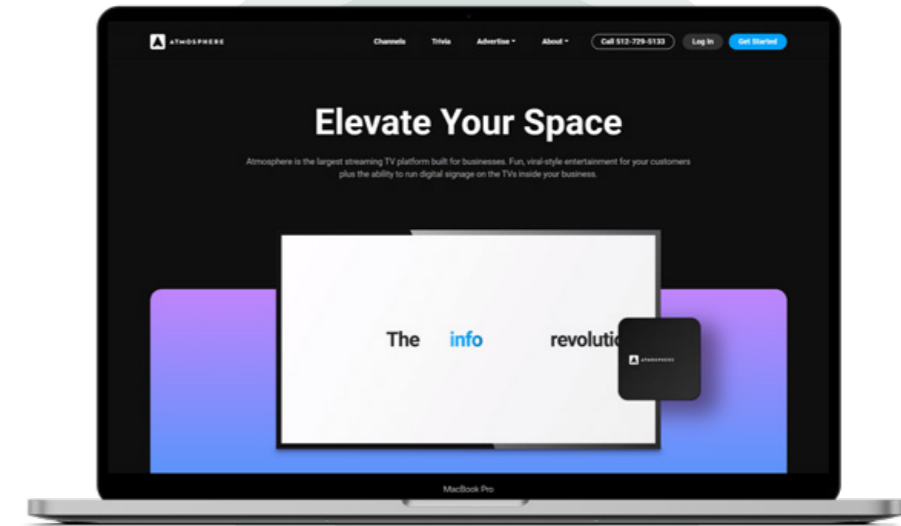 ATMOSPHERE
Channels Trivia Advertise About Call 512-729-5133 Log In Get Started
Elevate Your Space
Atmosphere is the largest streaming TV platform built for businesses. Fun, viral-style entertainment for your customers
plus the ability to run digital signage on the TVs inside your business.
The info revolutio
ATMOSPHERE
MacBook Pro